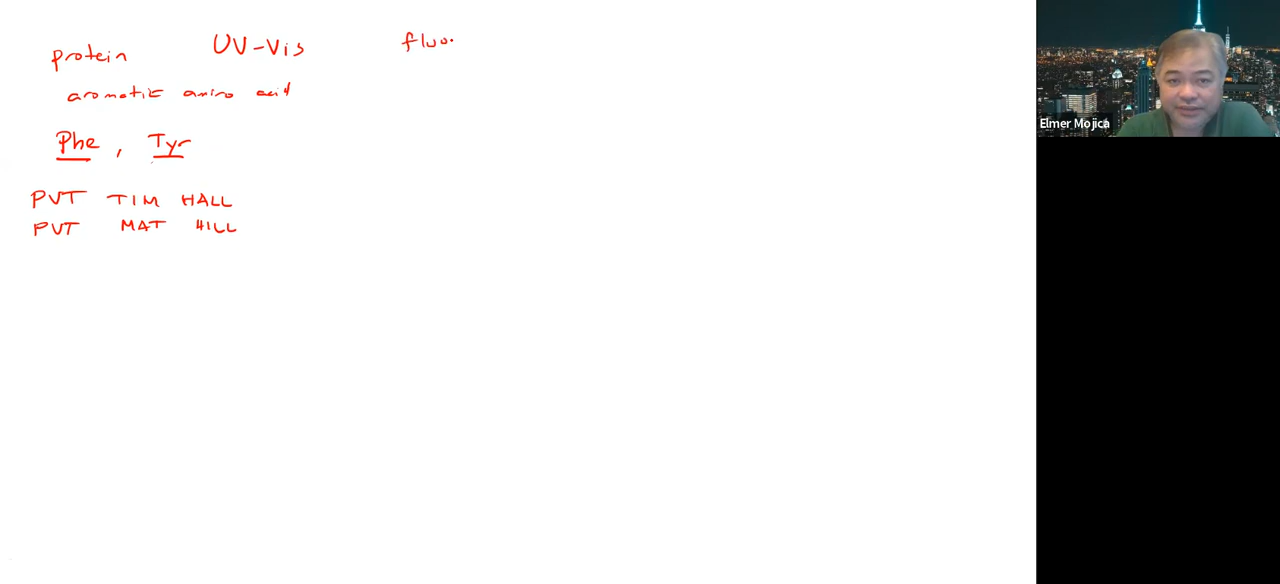 protein UV-Vis fluo.
aromatic amino acid
Phe, Tyr
PVT TIM HALL
PVT MAT HILL
Elmer Mojica